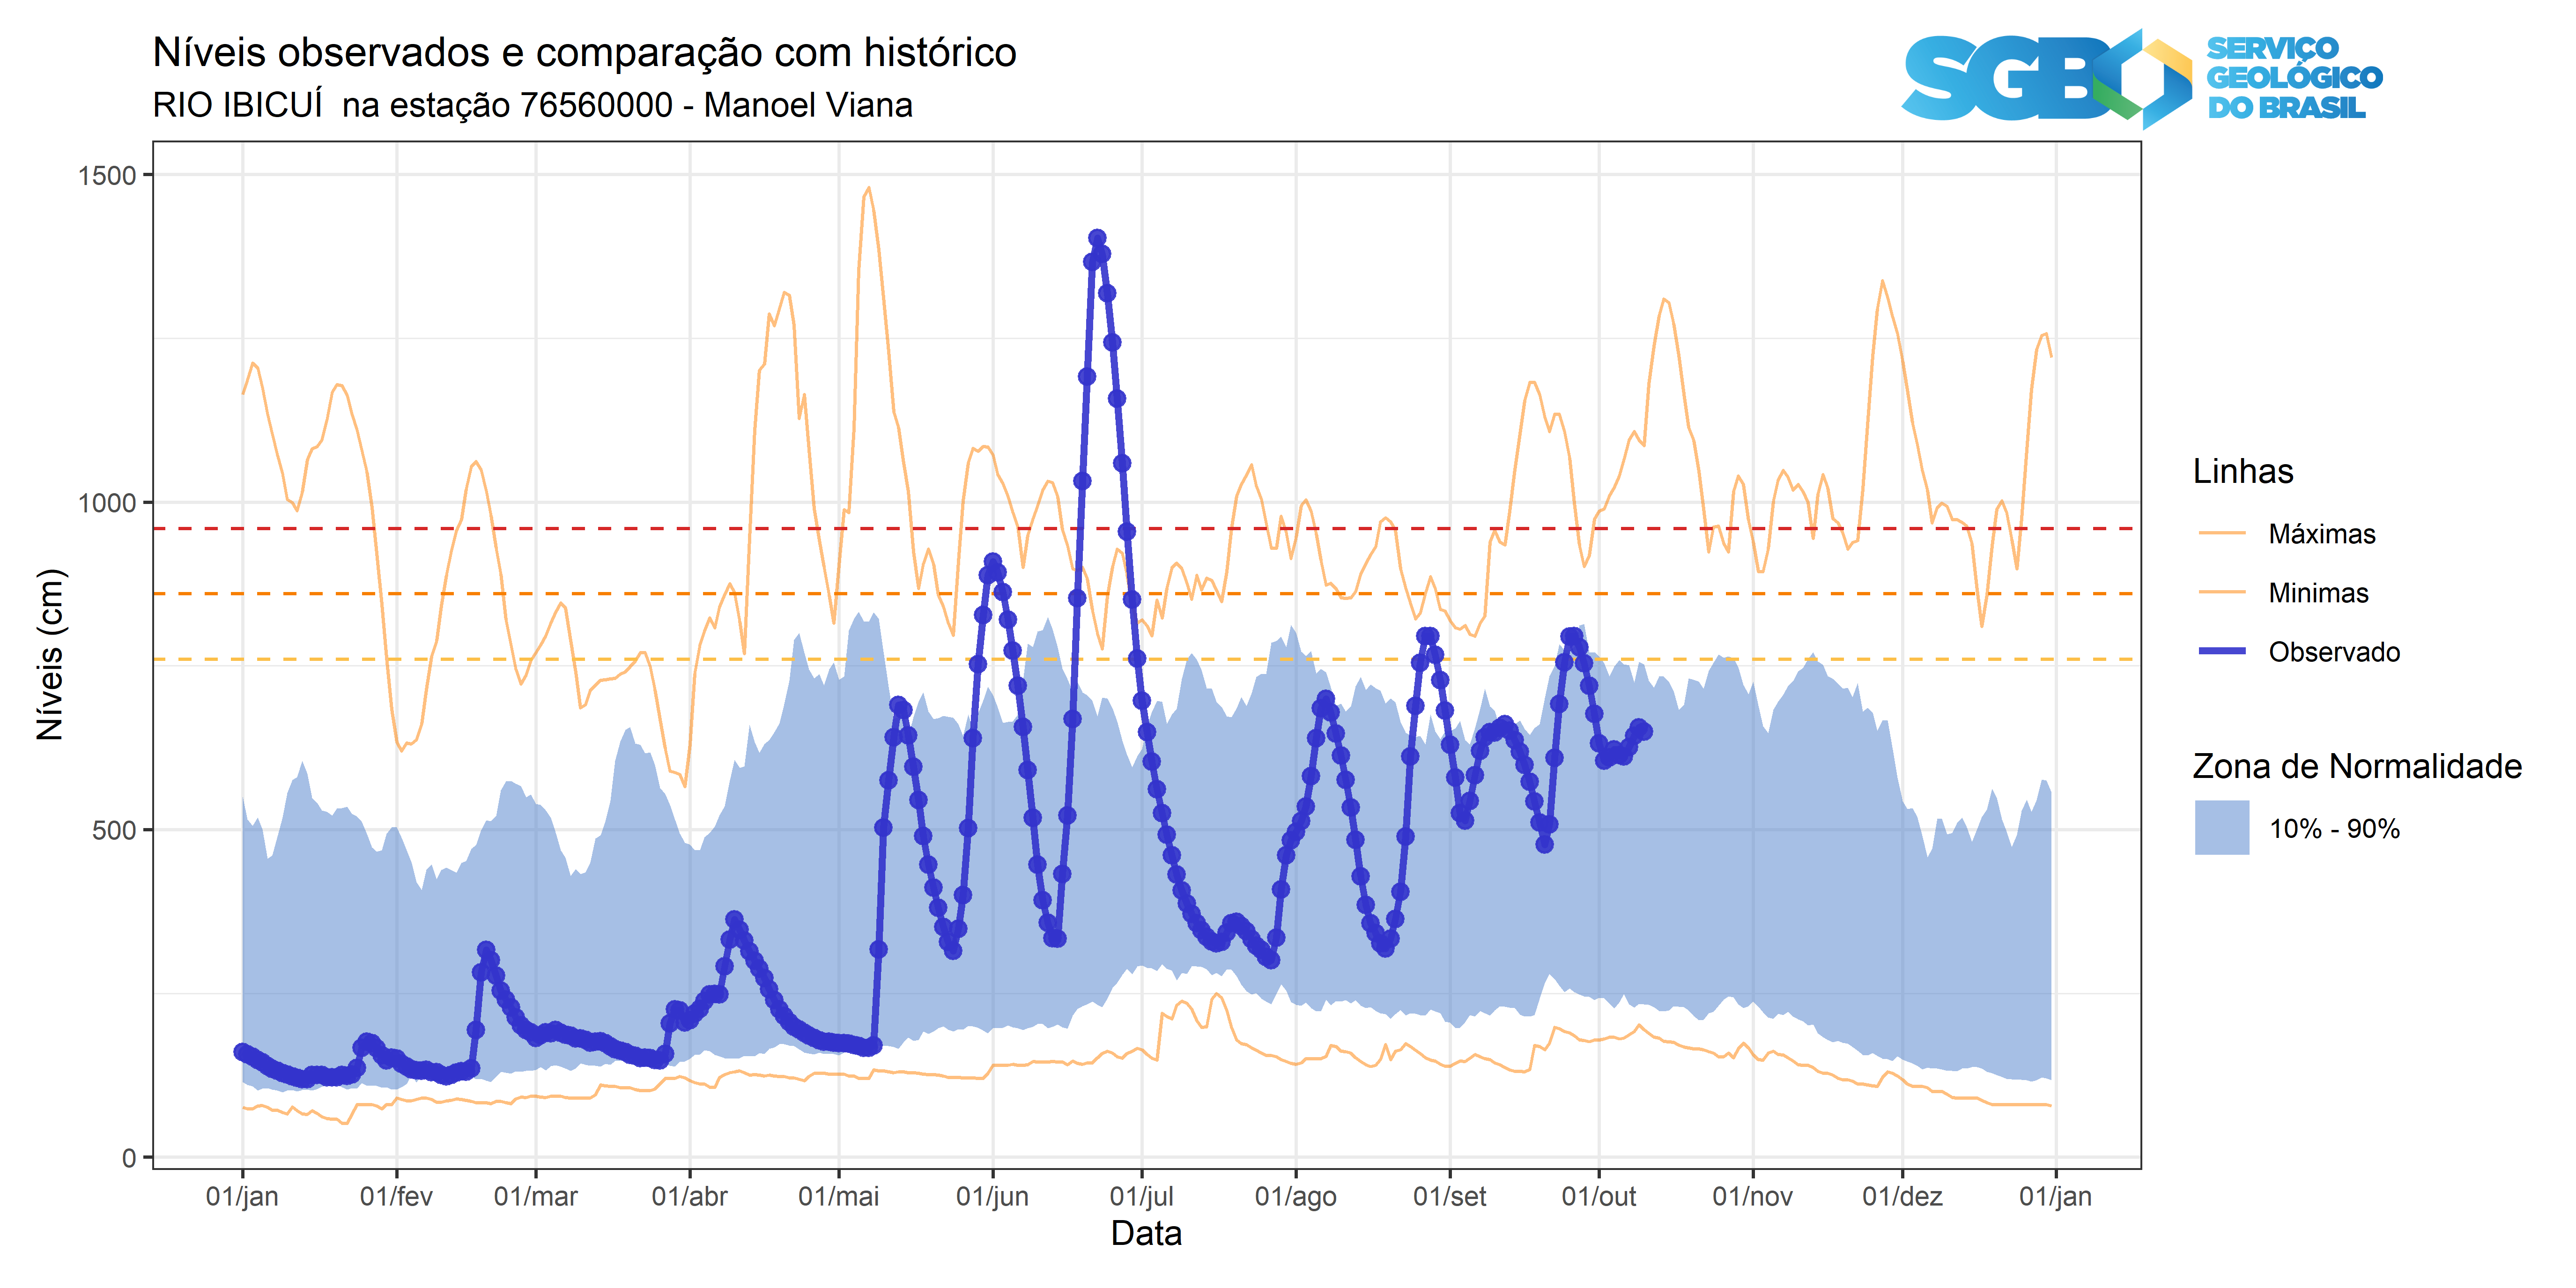 Níveis observados e comparação com histórico
RIO IBICUÍ  na estação 76560000 - Manoel Viana
SGB
SERVIÇO
GEOLÓGICO
DO BRASIL
Níveis (cm)
1500
1000
500
0
01/jan
01/fev
01/mar
01/abr
01/mai
01/jun
01/jul
01/ago
01/set
01/out
01/nov
01/dez
01/jan
Data
Linhas
Máximas
Minimas
Observado
Zona de Normalidade
10% - 90%